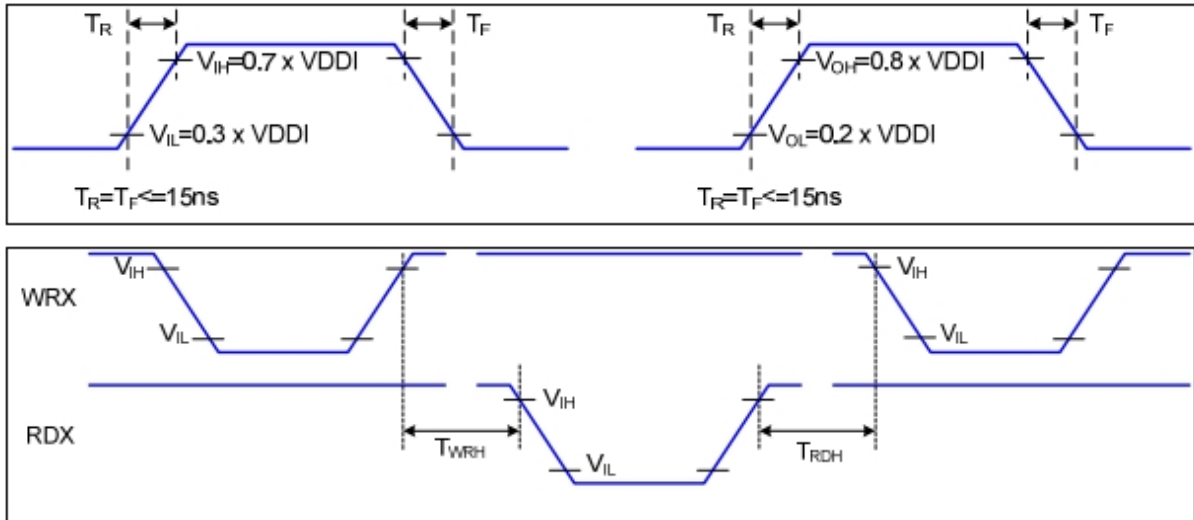 TR TF TR TF
VIH=0.7 x VDDI VOH=0.8 x VDDI
VIL=0.3 x VDDI VOL=0.2 x VDDI
TR=TF<=15ns TR=TF<=15ns
VIH VIH
WRX
VIL VIL
VIH
RDX
TWRH TRDH
VIL